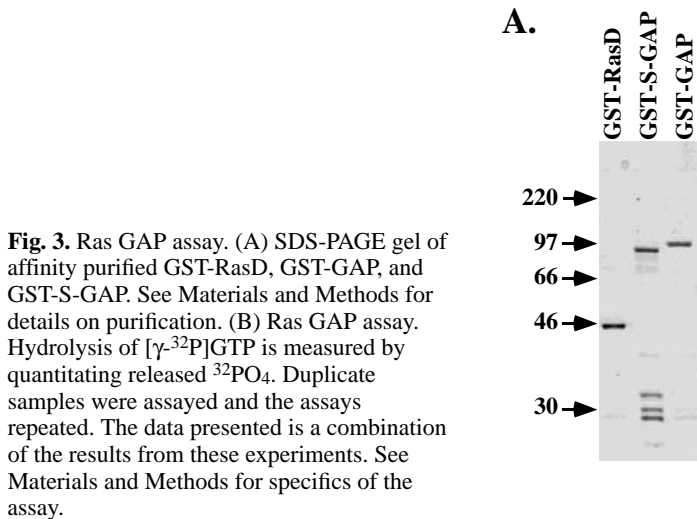 A.
GST-RasD
GST-S-GAP
GST-GAP
220
97
66
46
30
Fig. 3. Ras GAP assay. (A) SDS-PAGE gel of
affinity purified GST-RasD, GST-GAP, and
GST-S-GAP. See Materials and Methods for
details on purification. (B) Ras GAP assay.
Hydrolysis of [γ-³²P]GTP is measured by
quantitating released ³²PO₄. Duplicate
samples were assayed and the assays
repeated. The data presented is a combination
of the results from these experiments. See
Materials and Methods for specifics of the
assay.